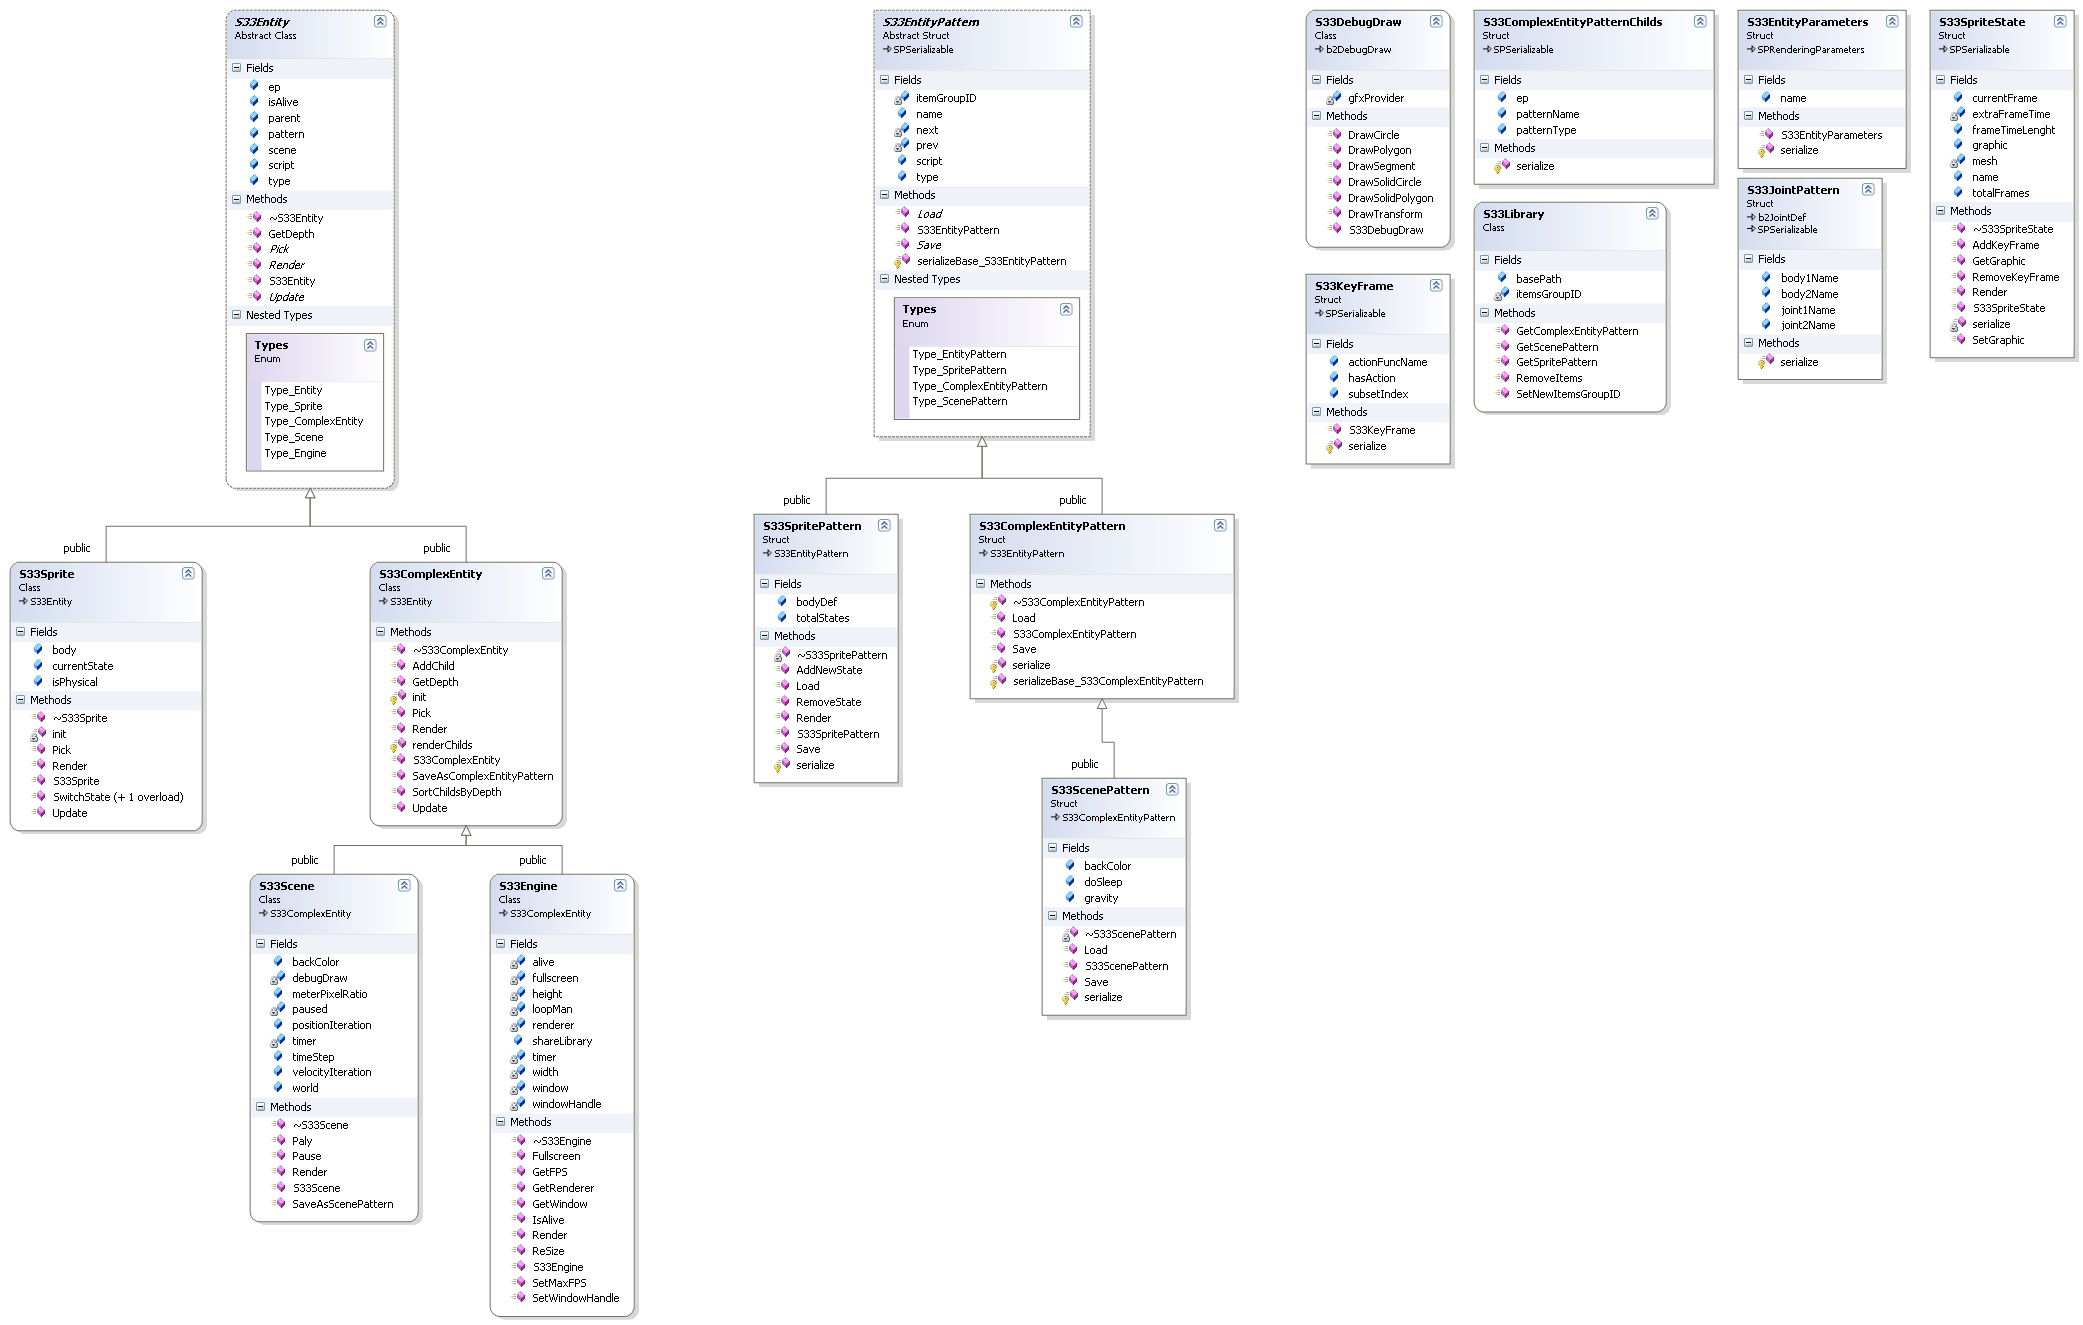 S33Entity
Abstract Class
Fields
ep
isAlive
parent
pattern
scene
script
type
Methods
~S33Entity
GetDepth
Pick
Render
S33Entity
Update
Nested Types
Types
Enum
Type_Entity
Type_Sprite
Type_ComplexEntity
Type_Scene
Type_Engine
public
public
S33Sprite
Class
S33Entity
Fields
body
currentState
isPhysical
Methods
~S33Sprite
init
Pick
Render
S33Sprite
SwitchState (+ 1 overload)
Update
S33ComplexEntity
Class
S33Entity
Methods
~S33ComplexEntity
AddChild
GetDepth
init
Pick
Render
renderChilds
S33ComplexEntity
SaveAsComplexEntityPattern
SortChildsByDepth
Update
public
public
S33Scene
Class
S33ComplexEntity
Fields
backColor
debugDraw
meterPixelRatio
paused
positionIteration
timer
timeStep
velocityIteration
world
Methods
~S33Scene
Paly
Pause
Render
S33Scene
SaveAsScenePattern
S33Engine
Class
S33ComplexEntity
Fields
alive
fullscreen
height
loopMan
renderer
shareLibrary
timer
width
window
windowHandle
Methods
~S33Engine
Fullscreen
GetFPS
GetRenderer
GetWindow
IsAlive
Render
ReSize
S33Engine
SetMaxFPS
SetWindowHandle
S33EntityPattern
Abstract Struct
SPSerializable
Fields
itemGroupID
name
next
prev
script
type
Methods
Load
S33EntityPattern
Save
serializeBase_S33EntityPattern
Nested Types
Types
Enum
Type_EntityPattern
Type_SpritePattern
Type_ComplexEntityPattern
Type_ScenePattern
public
public
S33SpritePattern
Struct
S33EntityPattern
Fields
bodyDef
totalStates
Methods
~S33SpritePattern
AddNewState
Load
RemoveState
Render
S33SpritePattern
Save
serialize
S33ComplexEntityPattern
Struct
S33EntityPattern
Methods
~S33ComplexEntityPattern
Load
S33ComplexEntityPattern
Save
serialize
serializeBase_S33ComplexEntityPattern
public
S33ScenePattern
Struct
S33ComplexEntityPattern
Fields
backColor
doSleep
gravity
Methods
~S33ScenePattern
Load
S33ScenePattern
Save
serialize
S33DebugDraw
Class
b2DebugDraw
Fields
gfxProvider
Methods
DrawCircle
DrawPolygon
DrawSegment
DrawSolidCircle
DrawSolidPolygon
DrawTransform
S33DebugDraw
S33KeyFrame
Struct
SPSerializable
Fields
actionFuncName
hasAction
subsetIndex
Methods
S33KeyFrame
serialize
S33ComplexEntityPatternChilds
Struct
SPSerializable
Fields
ep
patternName
patternType
Methods
serialize
S33Library
Class
Fields
basePath
itemsGroupID
Methods
GetComplexEntityPattern
GetScenePattern
GetSpritePattern
RemoveItems
SetNewItemsGroupID
S33EntityParameters
Struct
SPRenderingParameters
Fields
name
Methods
S33EntityParameters
serialize
S33JointPattern
Struct
b2JointDef
SPSerializable
Fields
body1Name
body2Name
joint1Name
joint2Name
Methods
serialize
S33SpriteState
Struct
SPSerializable
Fields
currentFrame
extraFrameTime
frameTimeLenght
graphic
mesh
name
totalFrames
Methods
~S33SpriteState
AddKeyFrame
GetGraphic
RemoveKeyFrame
Render
S33SpriteState
serialize
SetGraphic